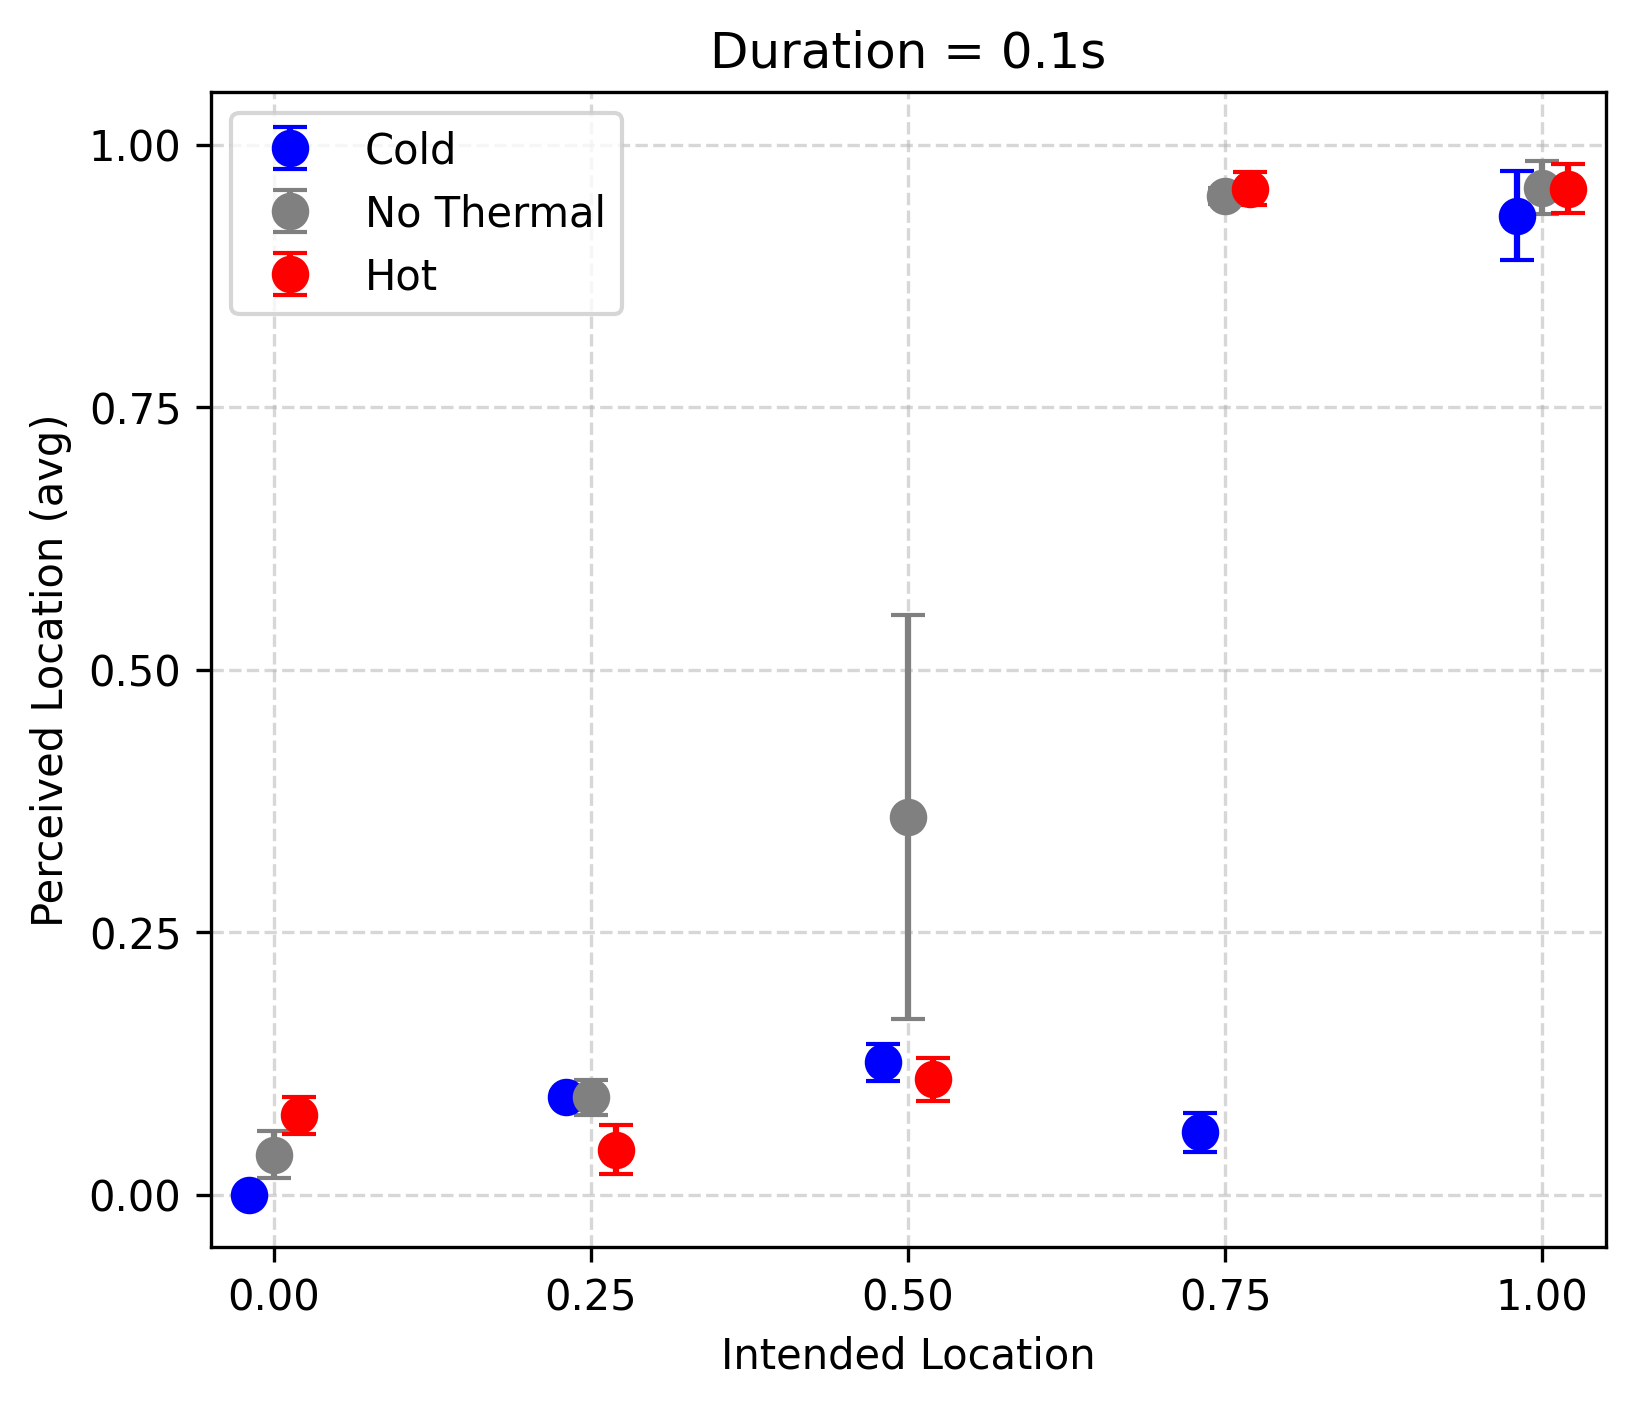 Duration = 0.1s
Cold
No Thermal
Hot
1.00
0.75
0.50
0.25
0.00
Perceived Location (avg)
0.00 0.25 0.50 0.75 1.00
Intended Location